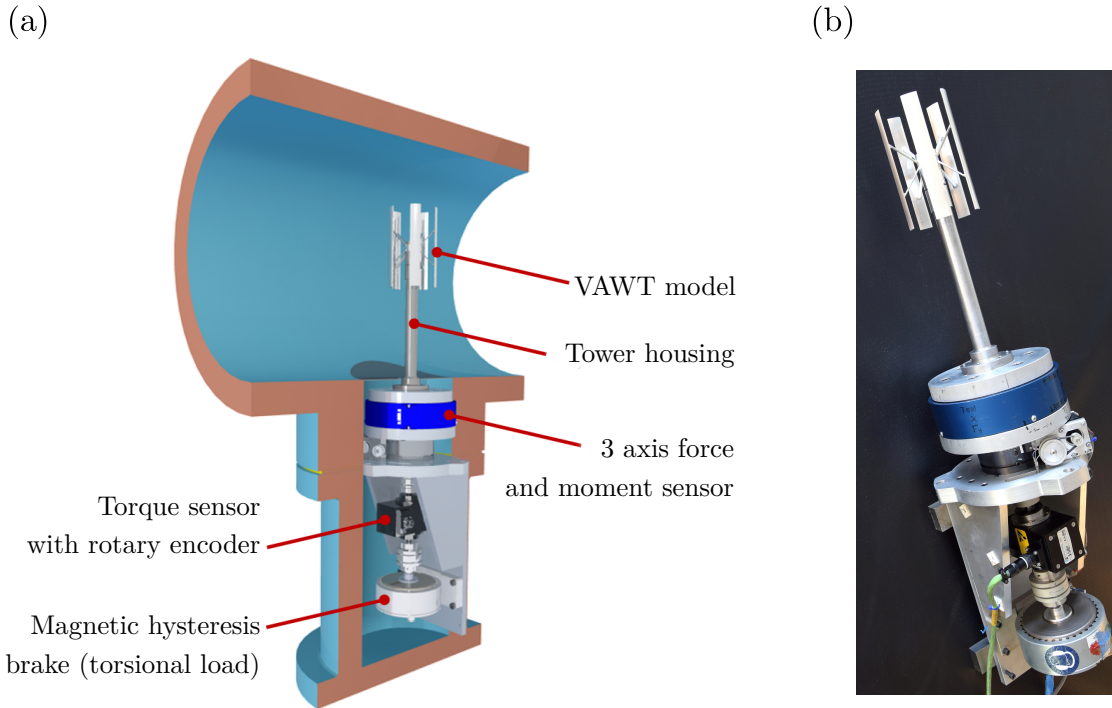 (a)
(b)
VAWT model
Tower housing
3 axis force
and moment sensor
Torque sensor
with rotary encoder
Magnetic hysteresis
brake (torsional load)